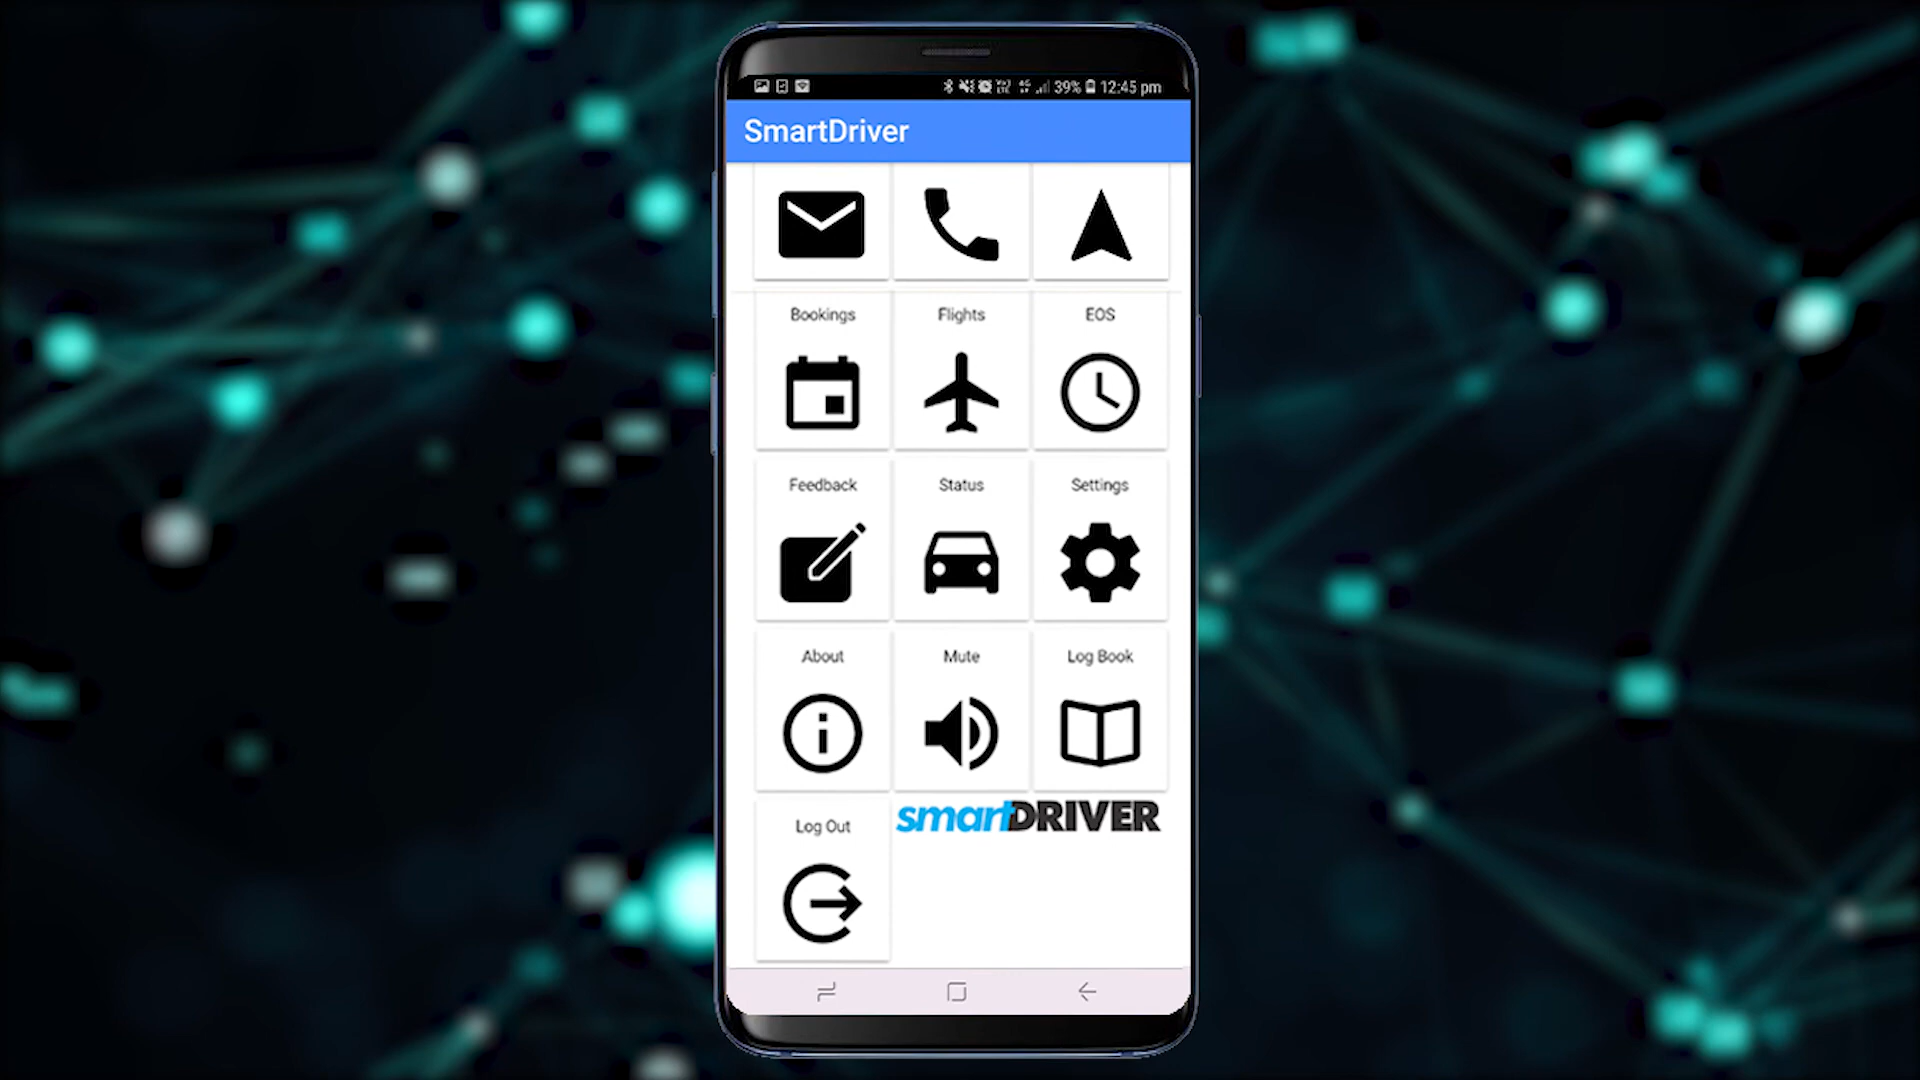 39% 12:45 pm
SmartDriver
Bookings Flights EOS
Feedback Status Settings
About Mute Log Book
Log Out smartDRIVER